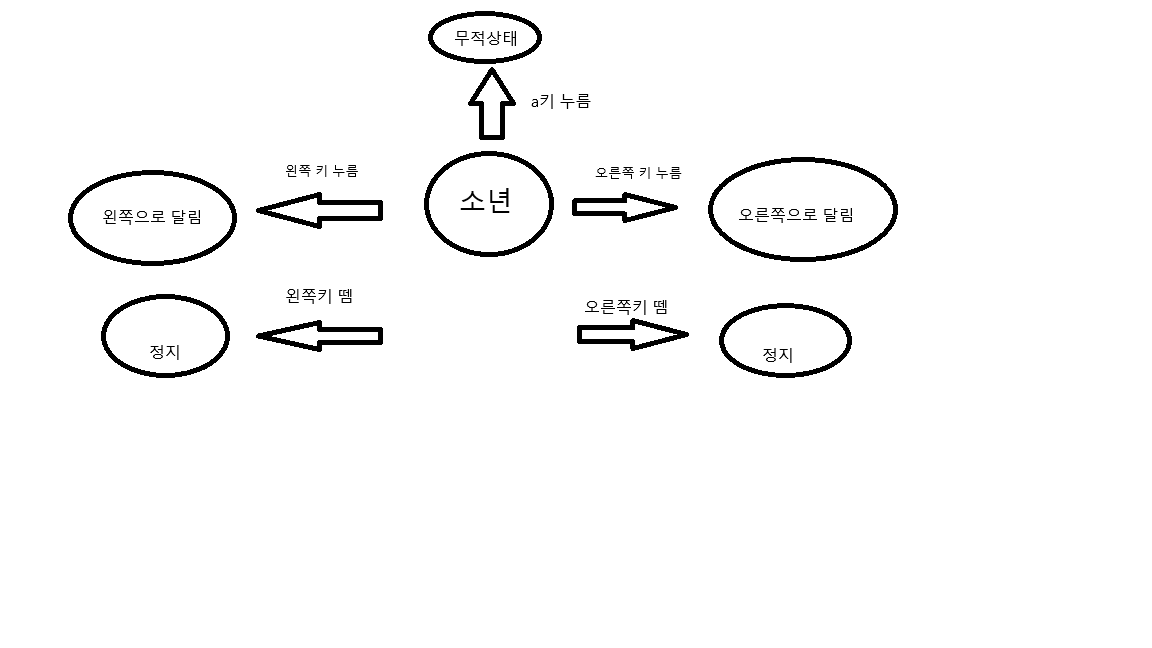 무적상태
a키 누름
왼쪽 키 누름
오른쪽 키 누름
소년
왼쪽으로 달림
오른쪽으로 달림
왼쪽키 뗌
오른쪽키 뗌
정지
정지